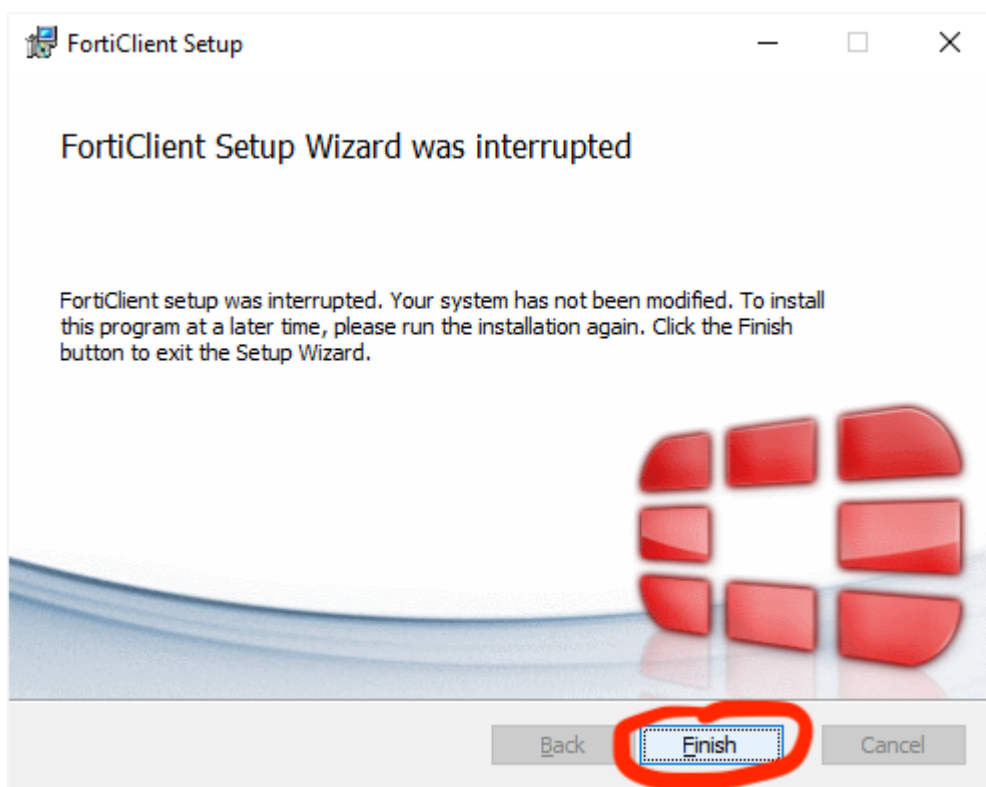 FortiClient Setup
FortiClient Setup Wizard was interrupted
FortiClient setup was interrupted. Your system has not been modified. To install
this program at a later time, please run the installation again. Click the Finish
button to exit the Setup Wizard.
Back Finish Cancel